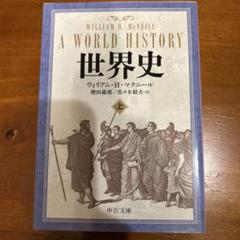 WILLIAM H. McNEILL
A WORLD HISTORY
世界史
ウィリアム・H・マクニール
増田義郎/佐々木昭夫・訳
上
中公文庫